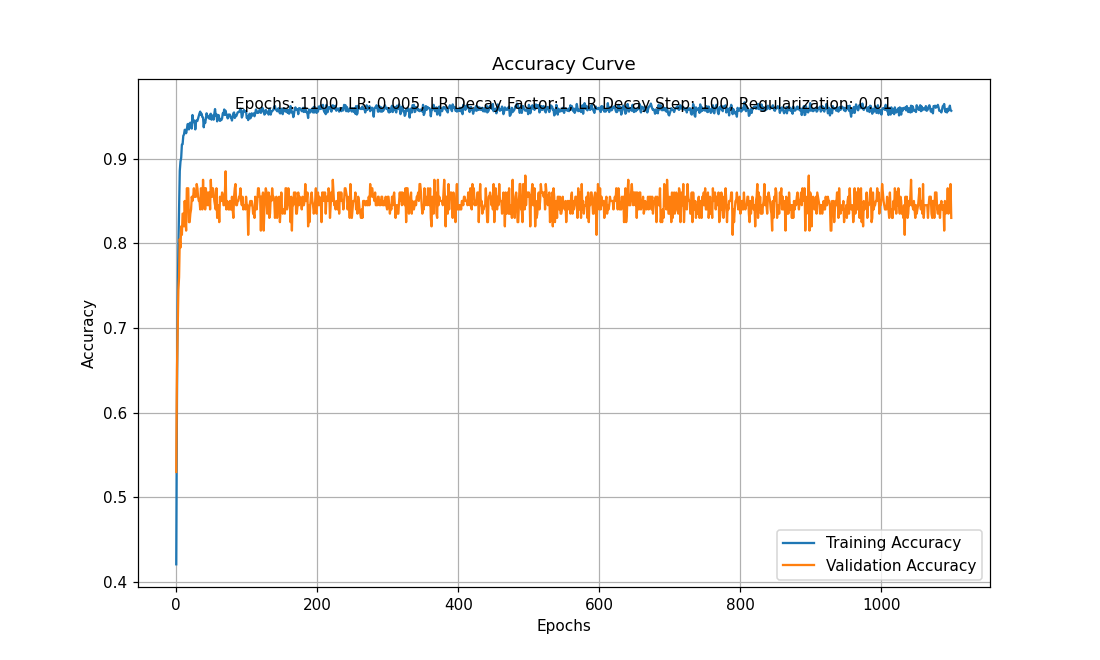 Accuracy Curve
Epochs: 1100, LR: 0.005, LR Decay Factor:1, LR Decay Step: 100, Regularization: 0.01
0.9
0.8
0.7
0.6
0.5
0.4
Accuracy
0 200 400 600 800 1000
Epochs
Training Accuracy
Validation Accuracy